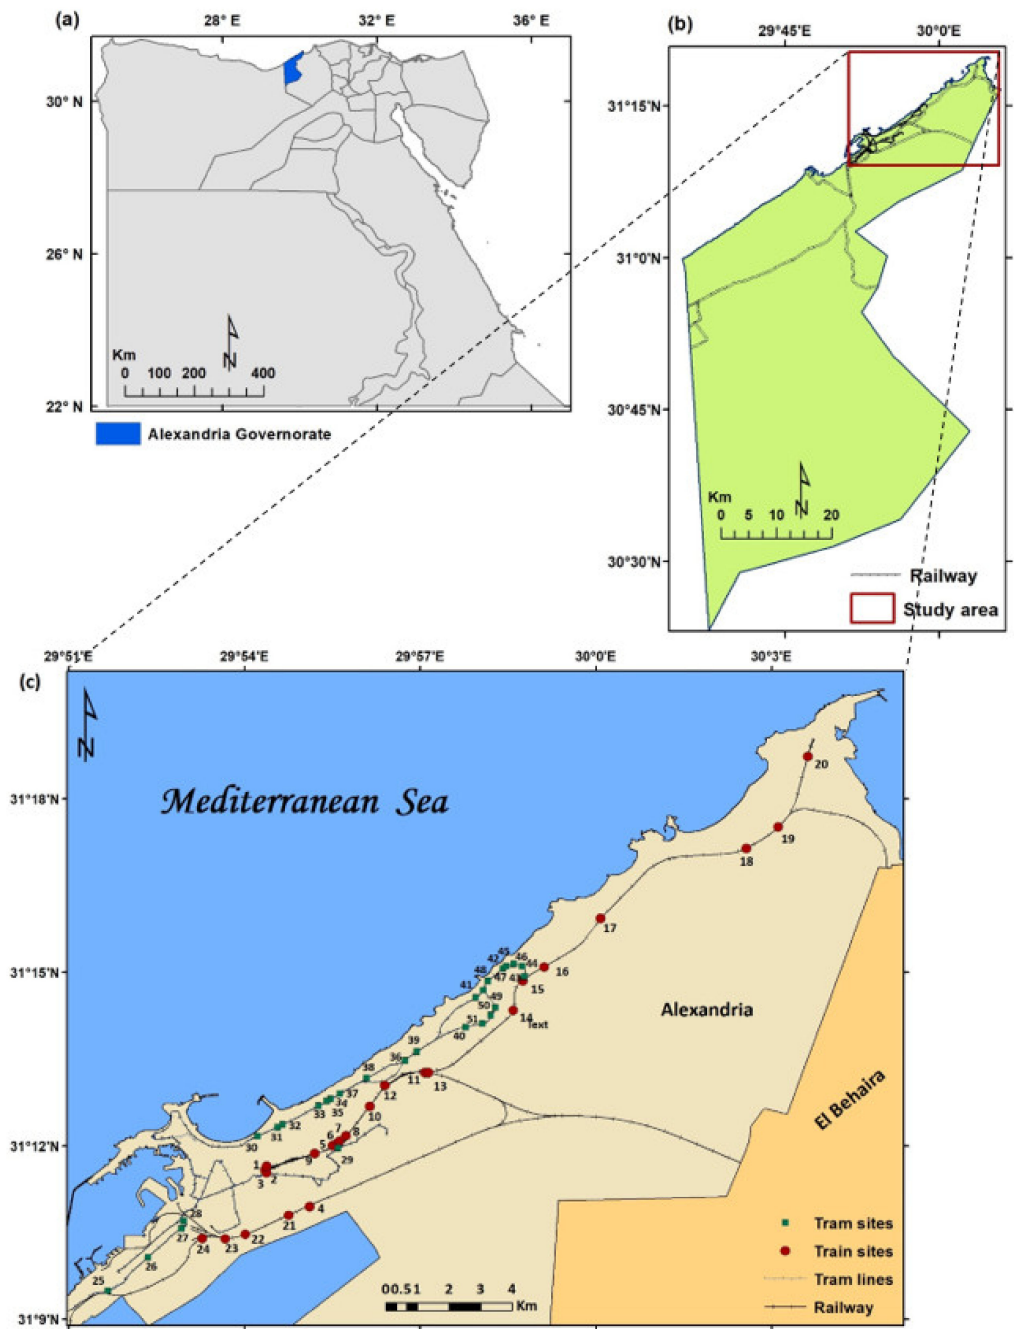 (a)
28° E
32° E
36° E
30° N
26° N
22° N
Km
0 100 200 400
N
Alexandria Governorate
(b)
29°45'E
30°0'E
31°15'N
31°0'N
30°45'N
30°30'N
Km
0 5 10 20
N
Railway
Study area
29°51'E
29°54'E
29°57'E
30°0'E
30°3'E
(c)
N
31°18'N
31°15'N
31°12'N
31°9'N
Mediterranean Sea
20
19
18
17
45
46
42
44
47
43
16
48
15
41
49
50
14
Text
51
40
Alexandria
39
36
11
13
38
12
37
34
33
35
10
32
31
30
7
8
6
5
29
9
1
2
3
El Behaira
28
4
21
27
22
23
24
26
25
Tram sites
Train sites
Tram lines
Railway
0 0.5 1 2 3 4
Km